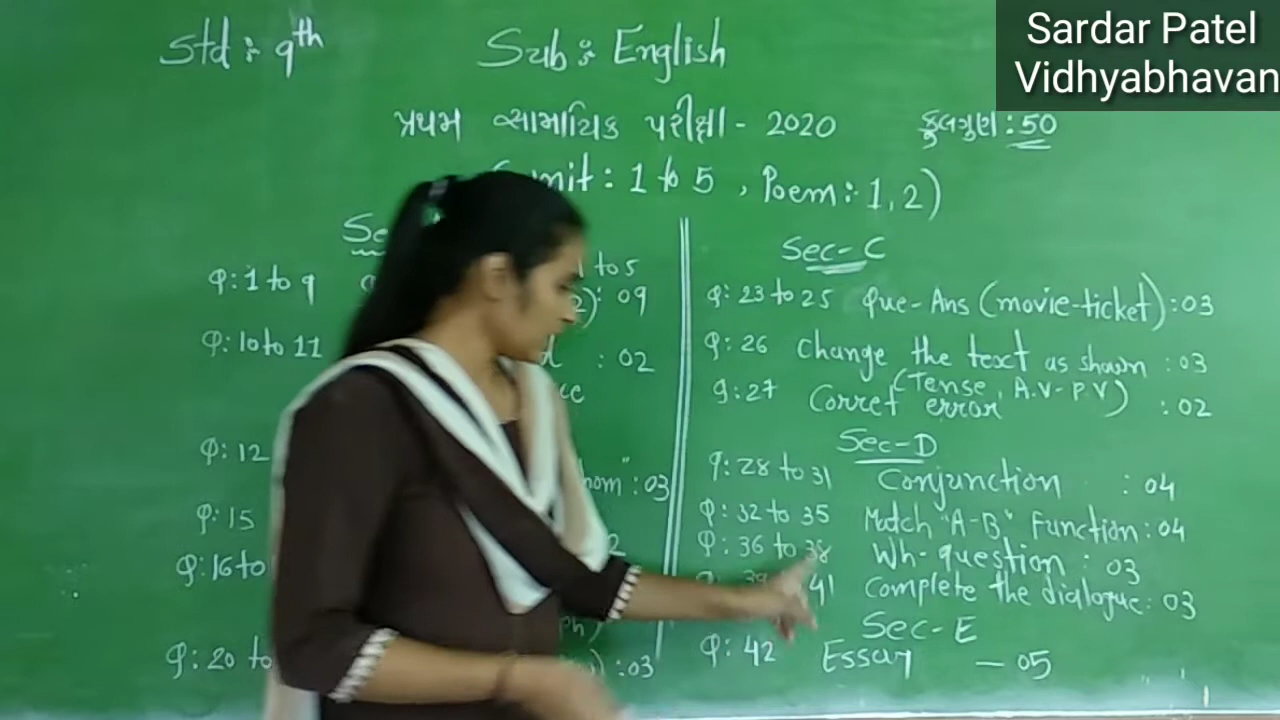 Sardar Patel
Vidhyabhavan
Std : 9th
Sub : English
પ્રથમ સામાયિક પરીક્ષા - 2020
કુલગુણ : 50
: 1 to 5 , Poem : 1, 2)
Q: 1 to 9
to 5
: 09
Q: 10 to 11
: 02
Q: 12
: 03
Q: 15
Q: 16 to
Q: 20 to
: 03
Sec - C
Q: 23 to 25 Que - Ans (movie-ticket) : 03
Q: 26 Change the text as shown : 03
(Tense, A.V - P.V)
Q: 27 Corret error : 02
Sec - D
Q: 28 to 31 Conjunction : 04
Q: 32 to 35 Match "A-B" Function : 04
Q: 36 to 38 Wh - question : 03
41 Complete the dialogue : 03
Sec - E
Q: 42 Essay — 05